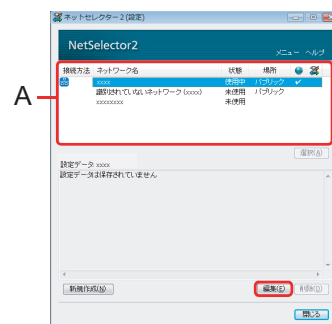 ネットセレクター2(設定)
NetSelector2
メニュー ヘルプ
接続方法 ネットワーク名 状態 場所
A
xxxx 使用中 パブリック ✔
識別されていないネットワーク (xxxx) 未使用 パブリック
xxxxxxxx 未使用
選択(A)
設定データ: xxxx
設定データは保存されていません
新規作成(N) 編集(E) 削除(D)
閉じる